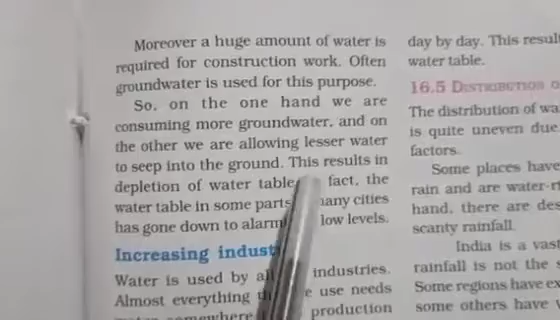 Moreover a huge amount of water is
required for construction work. Often
groundwater is used for this purpose.
So, on the one hand we are
consuming more groundwater, and on
the other we are allowing lesser water
to seep into the ground. This results in
depletion of water table fact, the
water table in some parts many cities
has gone down to alarm low levels.
Increasing indust
Water is used by al industries.
Almost everything use needs
somewhere production
day by day. This resul
water table.
16.5 DISTRIBUTION O
The distribution of wa
is quite uneven due
factors.
Some places have
rain and are water-r
hand, there are des
scanty rainfall.
India is a vas
rainfall is not the s
Some regions have ex
some others have